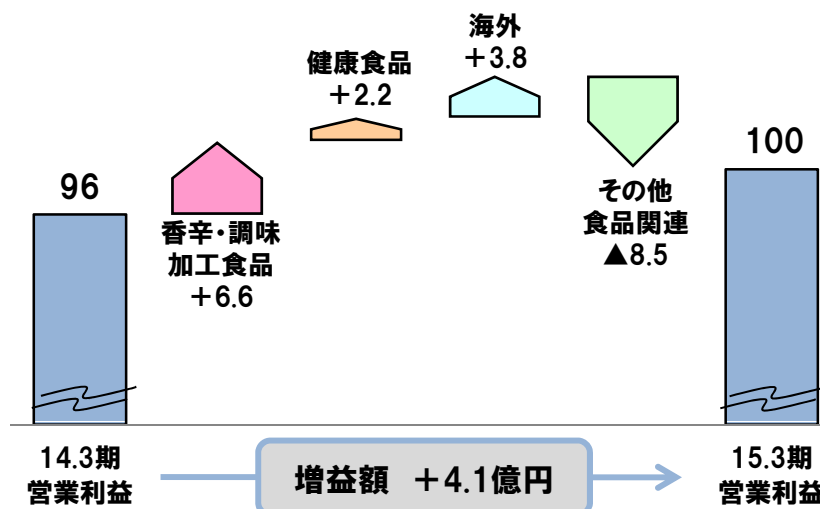 海外
＋3.8
健康食品
＋2.2
96
香辛・調味
加工食品
＋6.6
その他
食品関連
▲8.5
100
14.3期
営業利益
増益額　＋4.1億円
15.3期
営業利益